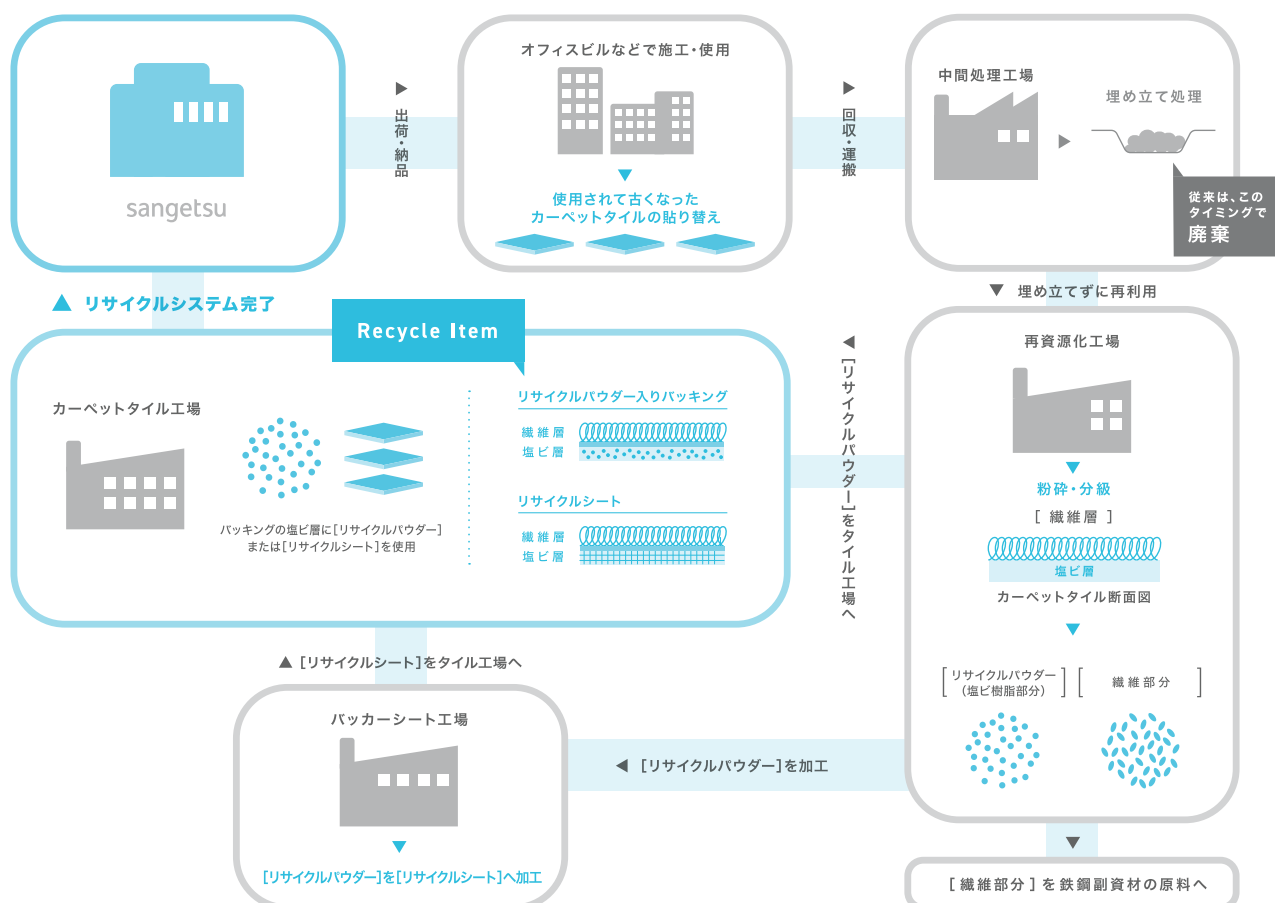 sangetsu
▶ 出荷・納品
オフィスビルなどで施工・使用
使用されて古くなった
カーペットタイルの貼り替え
▶ 回収・運搬
中間処理工場
埋め立て処理
従来は、この
タイミングで
廃棄
▼ 埋め立てずに再利用
再資源化工場
粉砕・分級
[ 繊維層 ]
塩ビ層
カーペットタイル断面図
[リサイクルパウダー
(塩ビ樹脂部分)]
[ 繊維部分 ]
▼
[ 繊維部分 ] を鉄鋼副資材の原料へ
◀ [リサイクルパウダー]をタイル工場へ
◀ [リサイクルパウダー]を加工
バッカーシート工場
[リサイクルパウダー]を[リサイクルシート]へ加工
▲ [リサイクルシート]をタイル工場へ
Recycle Item
カーペットタイル工場
バッキングの塩ビ層に[リサイクルパウダー]
または[リサイクルシート]を使用
リサイクルパウダー入りバッキング
繊維層
塩ビ層
リサイクルシート
繊維層
塩ビ層
▲ リサイクルシステム完了